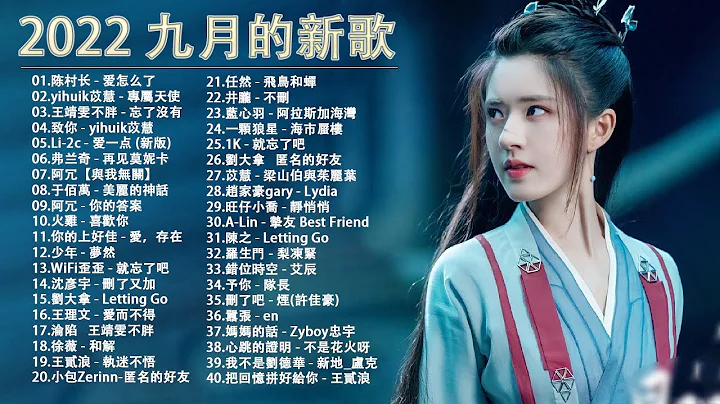 2022 九月的新歌
01.陈村长 - 爱怎么了
02.yihuik苡慧 - 專屬天使
03.王靖雯不胖 - 忘了沒有
04.致你 - yihuik苡慧
05.Li-2c - 爱一点 (新版)
06.弗兰奇 - 再见莫妮卡
07.阿冗【與我無關】
08.于佰萬 - 美麗的神話
09.阿冗 - 你的答案
10.火雞 - 喜歡你
11.你的上好佳 - 愛，存在
12.少年 - 夢然
13.WiFi歪歪 - 就忘了吧
14.沈彥宇 - 刪了又加
15.劉大拿 - Letting Go
16.王理文 - 愛而不得
17.淪陷 王靖雯不胖
18.徐薇 - 和解
19.王貳浪 - 執迷不悟
20.小包Zerinn-匿名的好友
21.任然 - 飛鳥和蟬
22.井朧 - 不刪
23.藍心羽 - 阿拉斯加海灣
24.一顆狼星 - 海市蜃樓
25.1K - 就忘了吧
26.劉大拿 匿名的好友
27.苡慧 - 梁山伯與茱麗葉
28.趙家豪gary - Lydia
29.旺仔小喬 - 靜悄悄
30.A-Lin - 摯友 Best Friend
31.陳之 - Letting Go
32.羅生門 - 梨凍緊
33.錯位時空 - 艾辰
34.予你 - 隊長
35.刪了吧 - 煙(許佳豪)
36.囂張 - en
37.媽媽的話 - Zyboy忠宇
38.心跳的證明 - 不是花火呀
39.我不是劉德華 - 新地_盧克
40.把回憶拼好給你 - 王貳浪